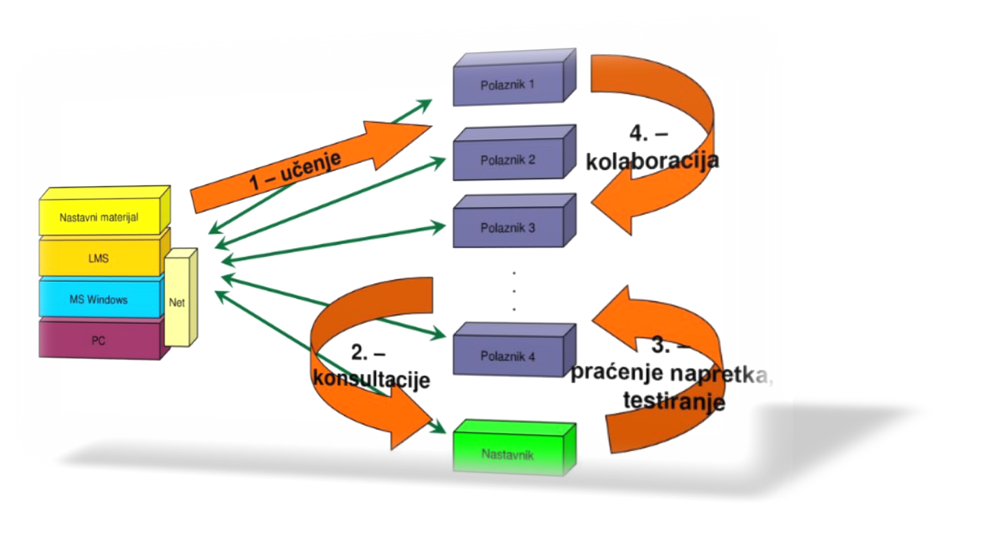 Polaznik 1
4. –
Polaznik 2
kolaboracija
1 – učenje
Nastavni materijal
Polaznik 3
LMS
MS Windows
Net
PC
2. –
konsultacije
Polaznik 4
3. –
praćenje napretka,
testiranje
Nastavnik